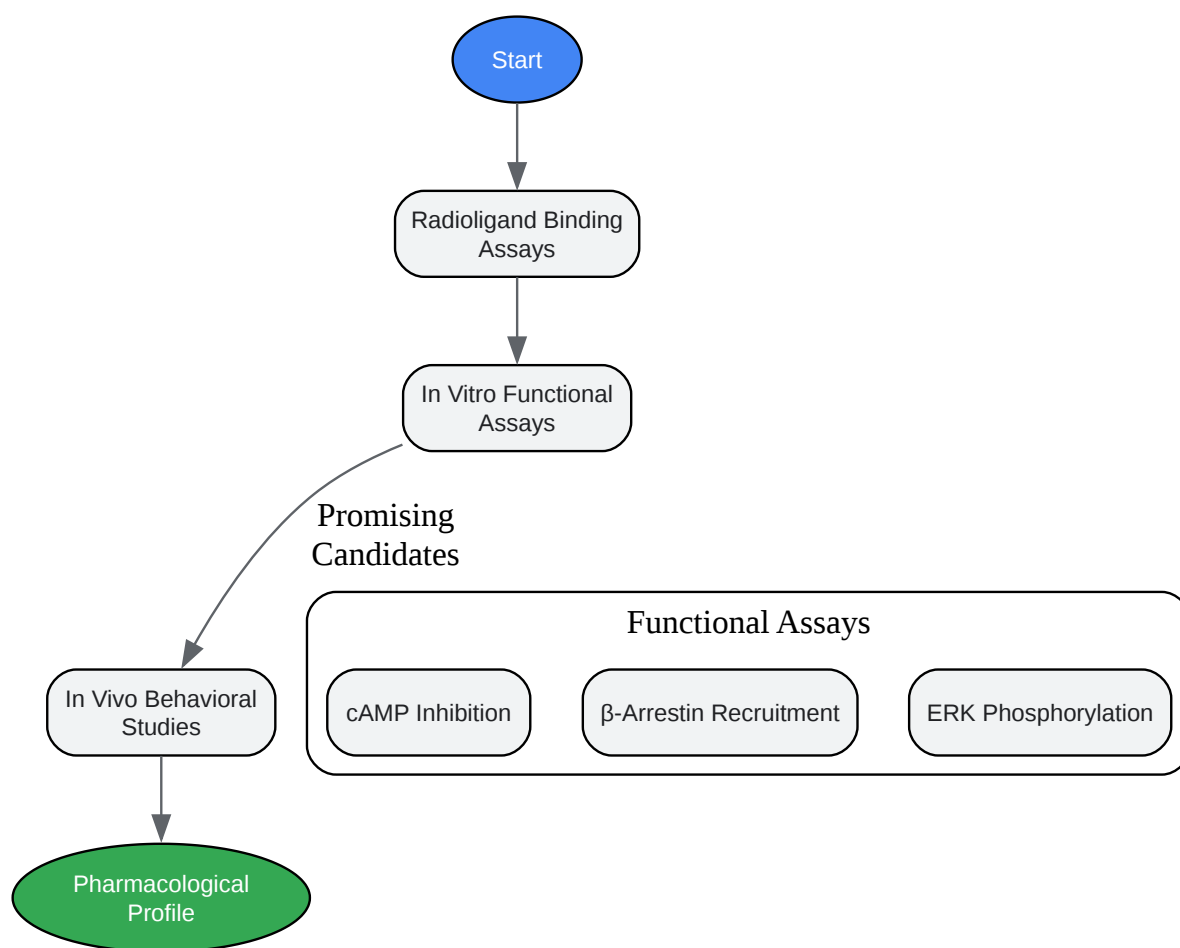 Start
Radioligand Binding
Assays
In Vitro Functional
Assays
Promising
Candidates
Functional Assays
In Vivo Behavioral
Studies
cAMP Inhibition
β-Arrestin Recruitment
ERK Phosphorylation
Pharmacological
Profile